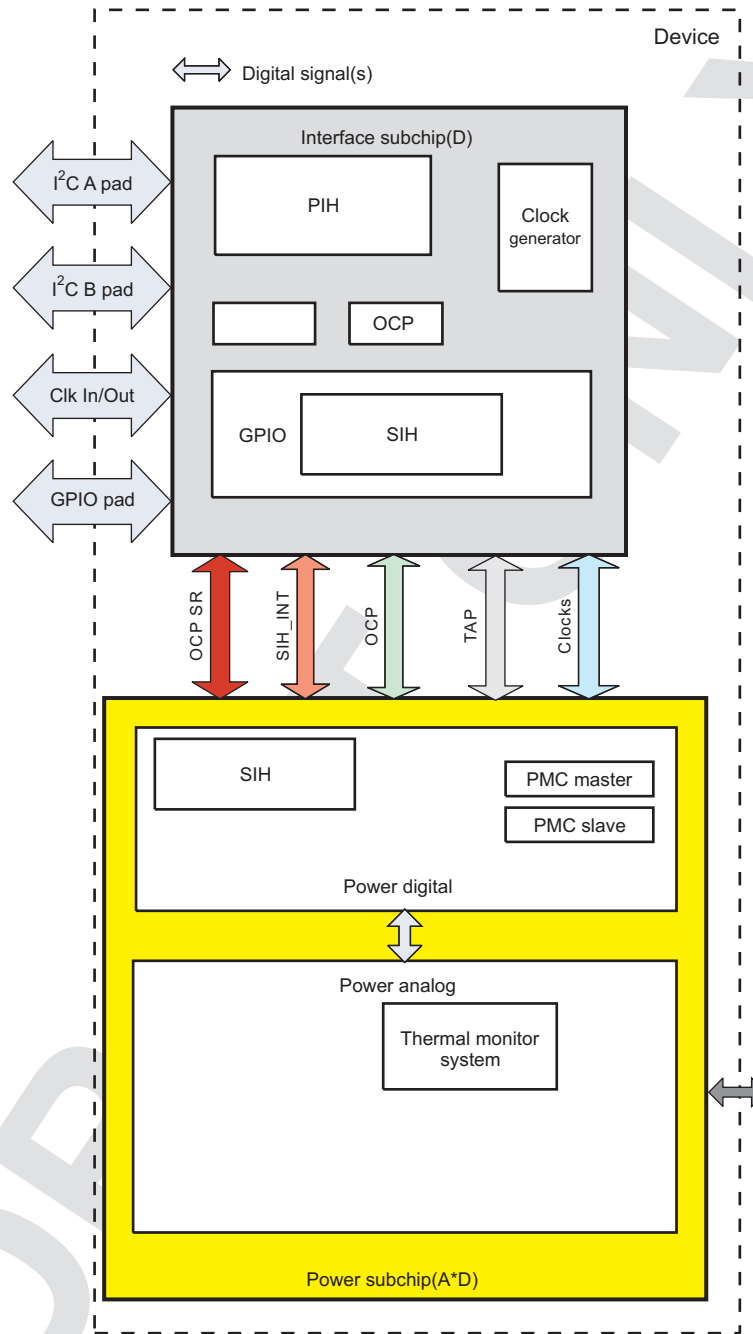 Device
Digital signal(s)
Interface subchip(D)
I²C A pad
PIH
Clock
generator
I²C B pad
OCP
Clk In/Out
GPIO
SIH
GPIO pad
OCP SR
SIH_INT
OCP
TAP
Clocks
SIH
PMC master
PMC slave
Power digital
Power analog
Thermal monitor
system
Power subchip(A*D)